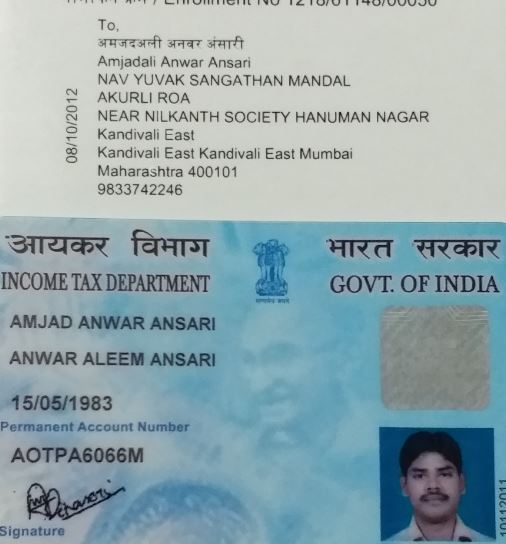 / Enrollment No 1218/61148/00050
To,
अमजदअली अनवर अंसारी
Amjadali Anwar Ansari
NAV YUVAK SANGATHAN MANDAL
AKURLI ROA
NEAR NILKANTH SOCIETY HANUMAN NAGAR
Kandivali East
Kandivali East Kandivali East Mumbai
Maharashtra 400101
9833742246
08/10/2012
आयकर विभाग
भारत सरकार
INCOME TAX DEPARTMENT
GOVT. OF INDIA
सत्यमेव जयते
AMJAD ANWAR ANSARI
ANWAR ALEEM ANSARI
15/05/1983
Permanent Account Number
AOTPA6066M
Signature
10112011